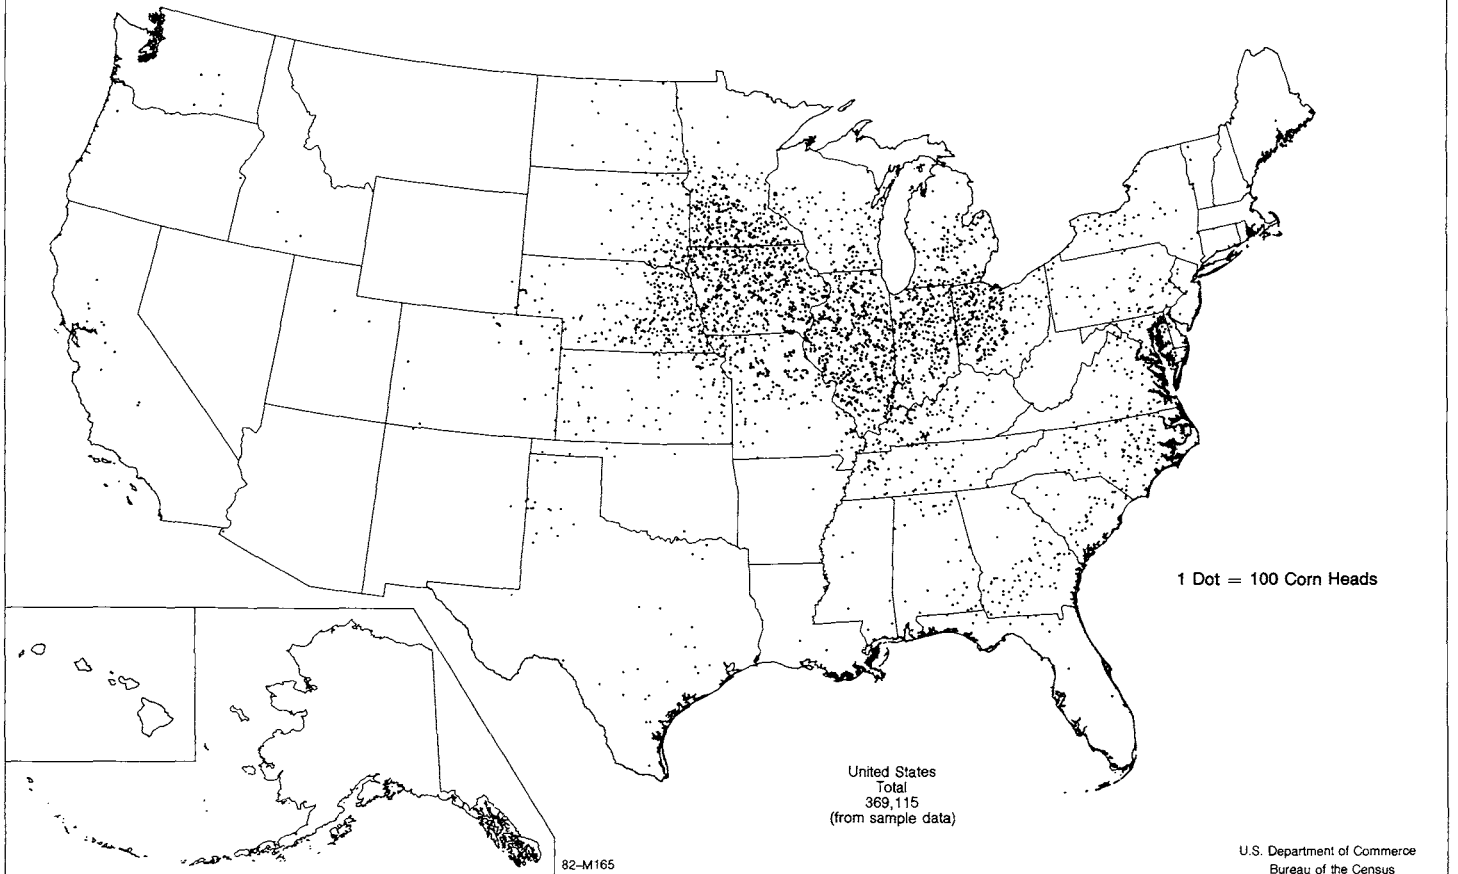 1 Dot = 100 Corn Heads
United States
Total
369,115
(from sample data)
82-M165
U.S. Department of Commerce
Bureau of the Census